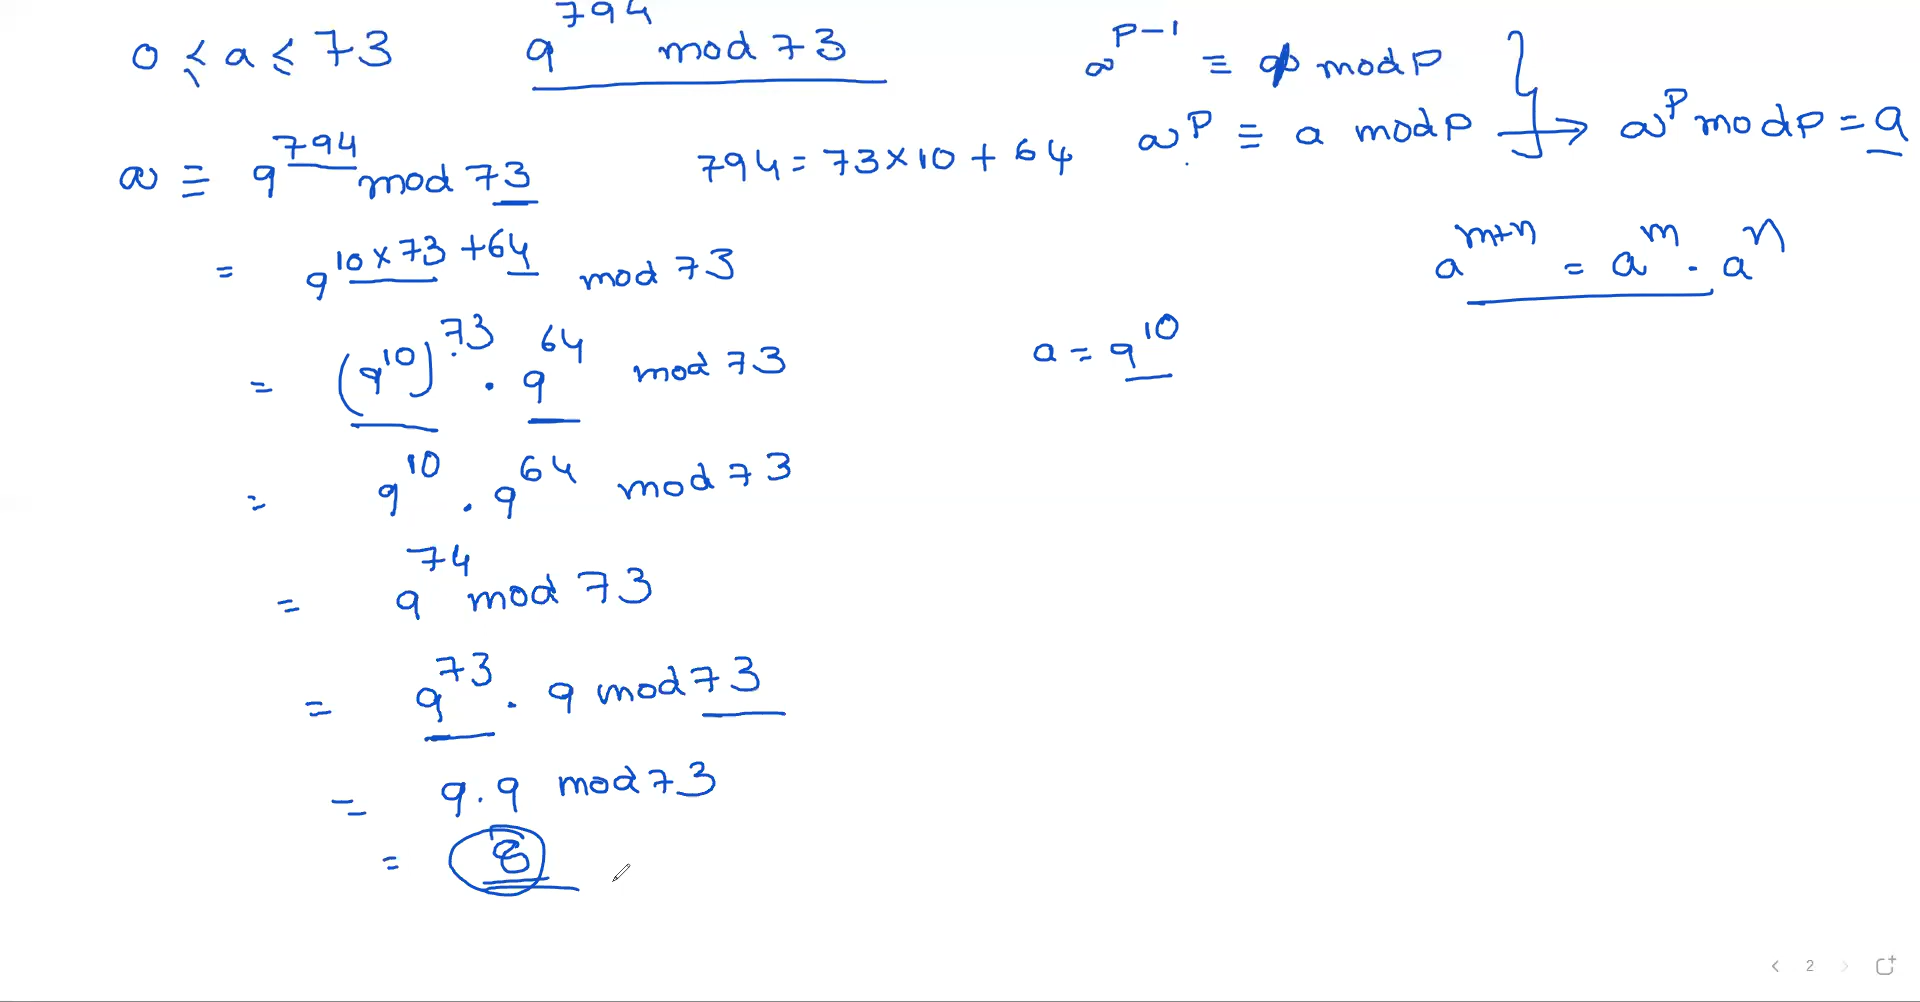 0 ≤ a ≤ 73 9^794 mod 73 a^(p-1) ≡ 1 mod p
a^p ≡ a mod p → a^p mod p = a
a ≡ 9^794 mod 73 794 = 73 × 10 + 64
= 9^(10 × 73 + 64) mod 73 a^(m+n) = a^m . a^n
= (9^10)^73 . 9^64 mod 73 a = 9^10
= 9^10 . 9^64 mod 73
= 9^74 mod 73
= 9^73 . 9 mod 73
= 9 . 9 mod 73
= 8
2